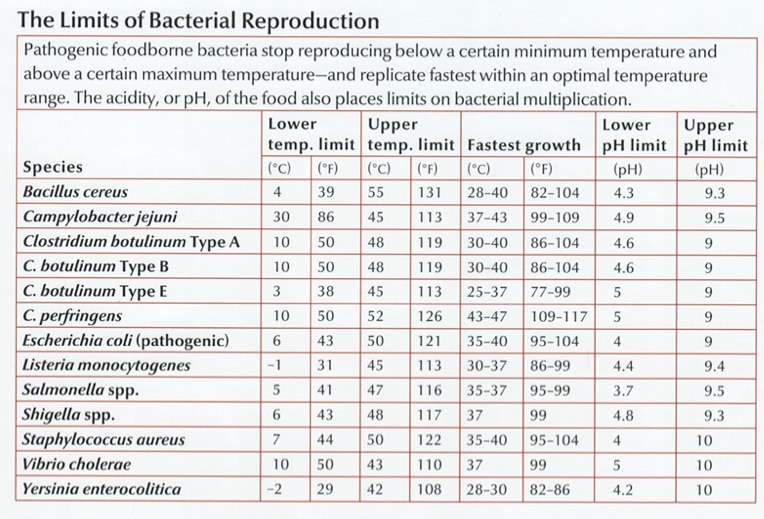 The Limits of Bacterial Reproduction
Pathogenic foodborne bacteria stop reproducing below a certain minimum temperature and
above a certain maximum temperature—and replicate fastest within an optimal temperature
range. The acidity, or pH, of the food also places limits on bacterial multiplication.
Lower Upper Lower Upper
temp. limit temp. limit Fastest growth pH limit pH limit
Species (°C) (°F) (°C) (°F) (°C) (°F) (pH) (pH)
Bacillus cereus 4 39 55 131 28–40 82–104 4.3 9.3
Campylobacter jejuni 30 86 45 113 37–43 99–109 4.9 9.5
Clostridium botulinum Type A 10 50 48 119 30–40 86–104 4.6 9
C. botulinum Type B 10 50 48 119 30–40 86–104 4.6 9
C. botulinum Type E 3 38 45 113 25–37 77–99 5 9
C. perfringens 10 50 52 126 43–47 109–117 5 9
Escherichia coli (pathogenic) 6 43 50 121 35–40 95–104 4 9
Listeria monocytogenes –1 31 45 113 30–37 86–99 4.4 9.4
Salmonella spp. 5 41 47 116 35–37 95–99 3.7 9.5
Shigella spp. 6 43 48 117 37 99 4.8 9.3
Staphylococcus aureus 7 44 50 122 35–40 95–104 4 10
Vibrio cholerae 10 50 43 110 37 99 5 10
Yersinia enterocolitica –2 29 42 108 28–30 82–86 4.2 10